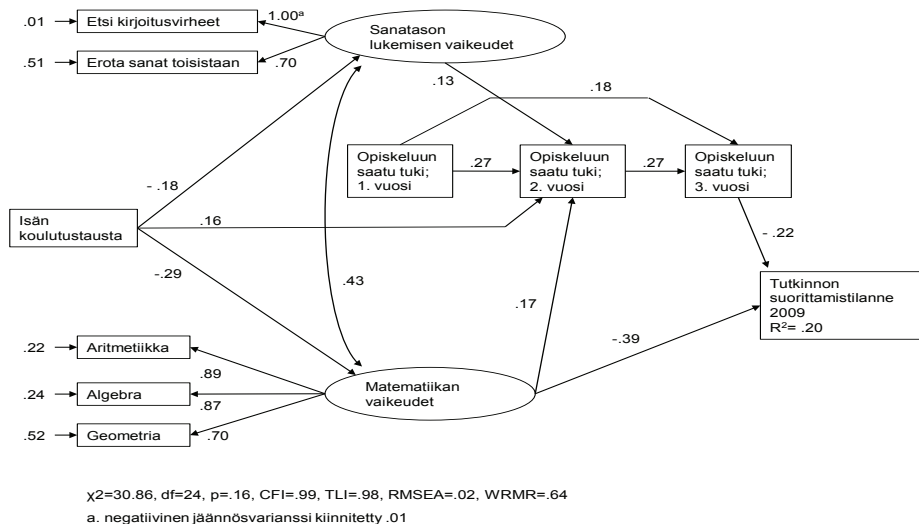 .01
Etsi kirjoitusvirheet
1.00ᵃ
Sanatason
lukemisen vaikeudet
.51
Erota sanat toisistaan
.70
.13
.18
Opiskeluun
saatu tuki;
1. vuosi
.27
Opiskeluun
saatu tuki;
2. vuosi
.27
Opiskeluun
saatu tuki;
3. vuosi
- .18
Isän
koulutustausta
.16
- .22
-.29
.43
.17
Tutkinnon
suorittamistilanne
2009
R²= .20
-.39
.22
Aritmetiikka
.89
.24
Algebra
.87
Matematiikan
vaikeudet
.52
Geometria
.70
χ2=30.86, df=24, p=.16, CFI=.99, TLI=.98, RMSEA=.02, WRMR=.64
a. negatiivinen jäännösvarianssi kiinnitetty .01